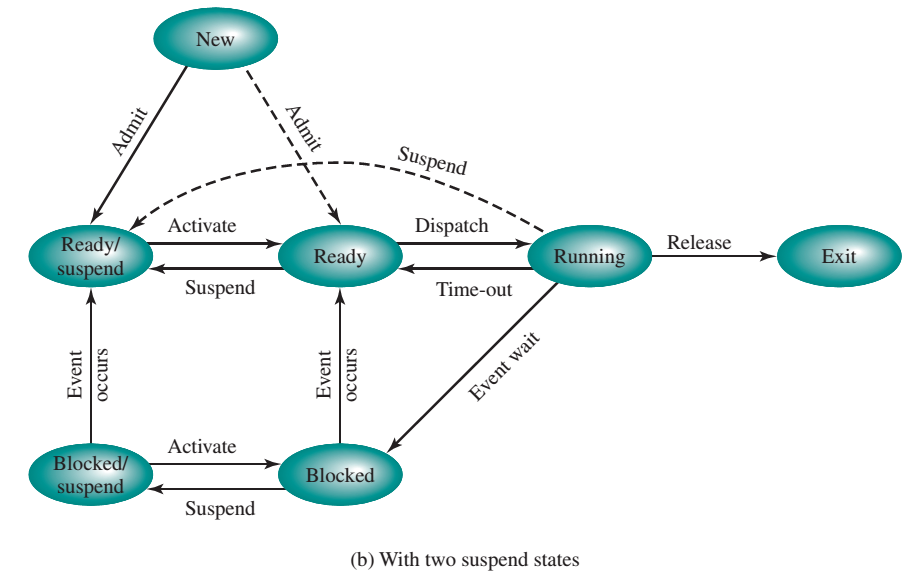 New
Admit
Admit
Suspend
Ready/
suspend
Activate
Suspend
Ready
Dispatch
Time-out
Running
Release
Exit
Event
occurs
Event
occurs
Event wait
Blocked/
suspend
Activate
Suspend
Blocked
(b) With two suspend states